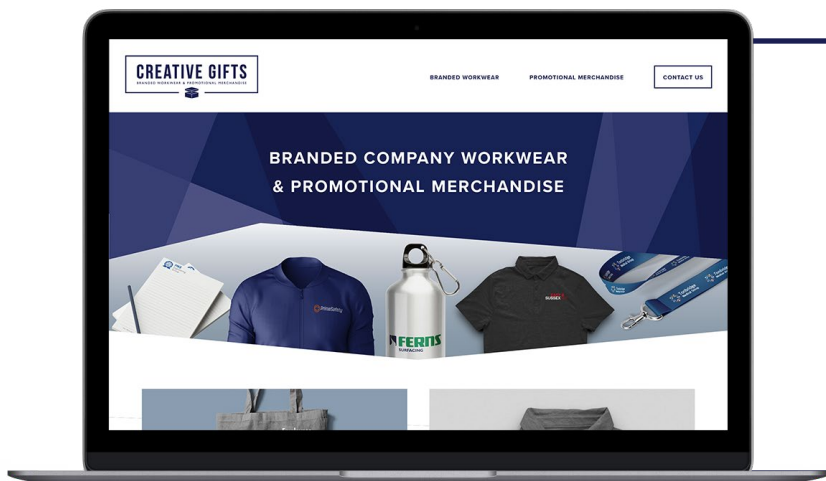 CREATIVE GIFTS
BRANDED WORKWEAR & PROMOTIONAL MERCHANDISE
BRANDED WORKWEAR
PROMOTIONAL MERCHANDISE
CONTACT US
BRANDED COMPANY WORKWEAR
& PROMOTIONAL MERCHANDISE
SUSSEX
FERNS
SURFACING